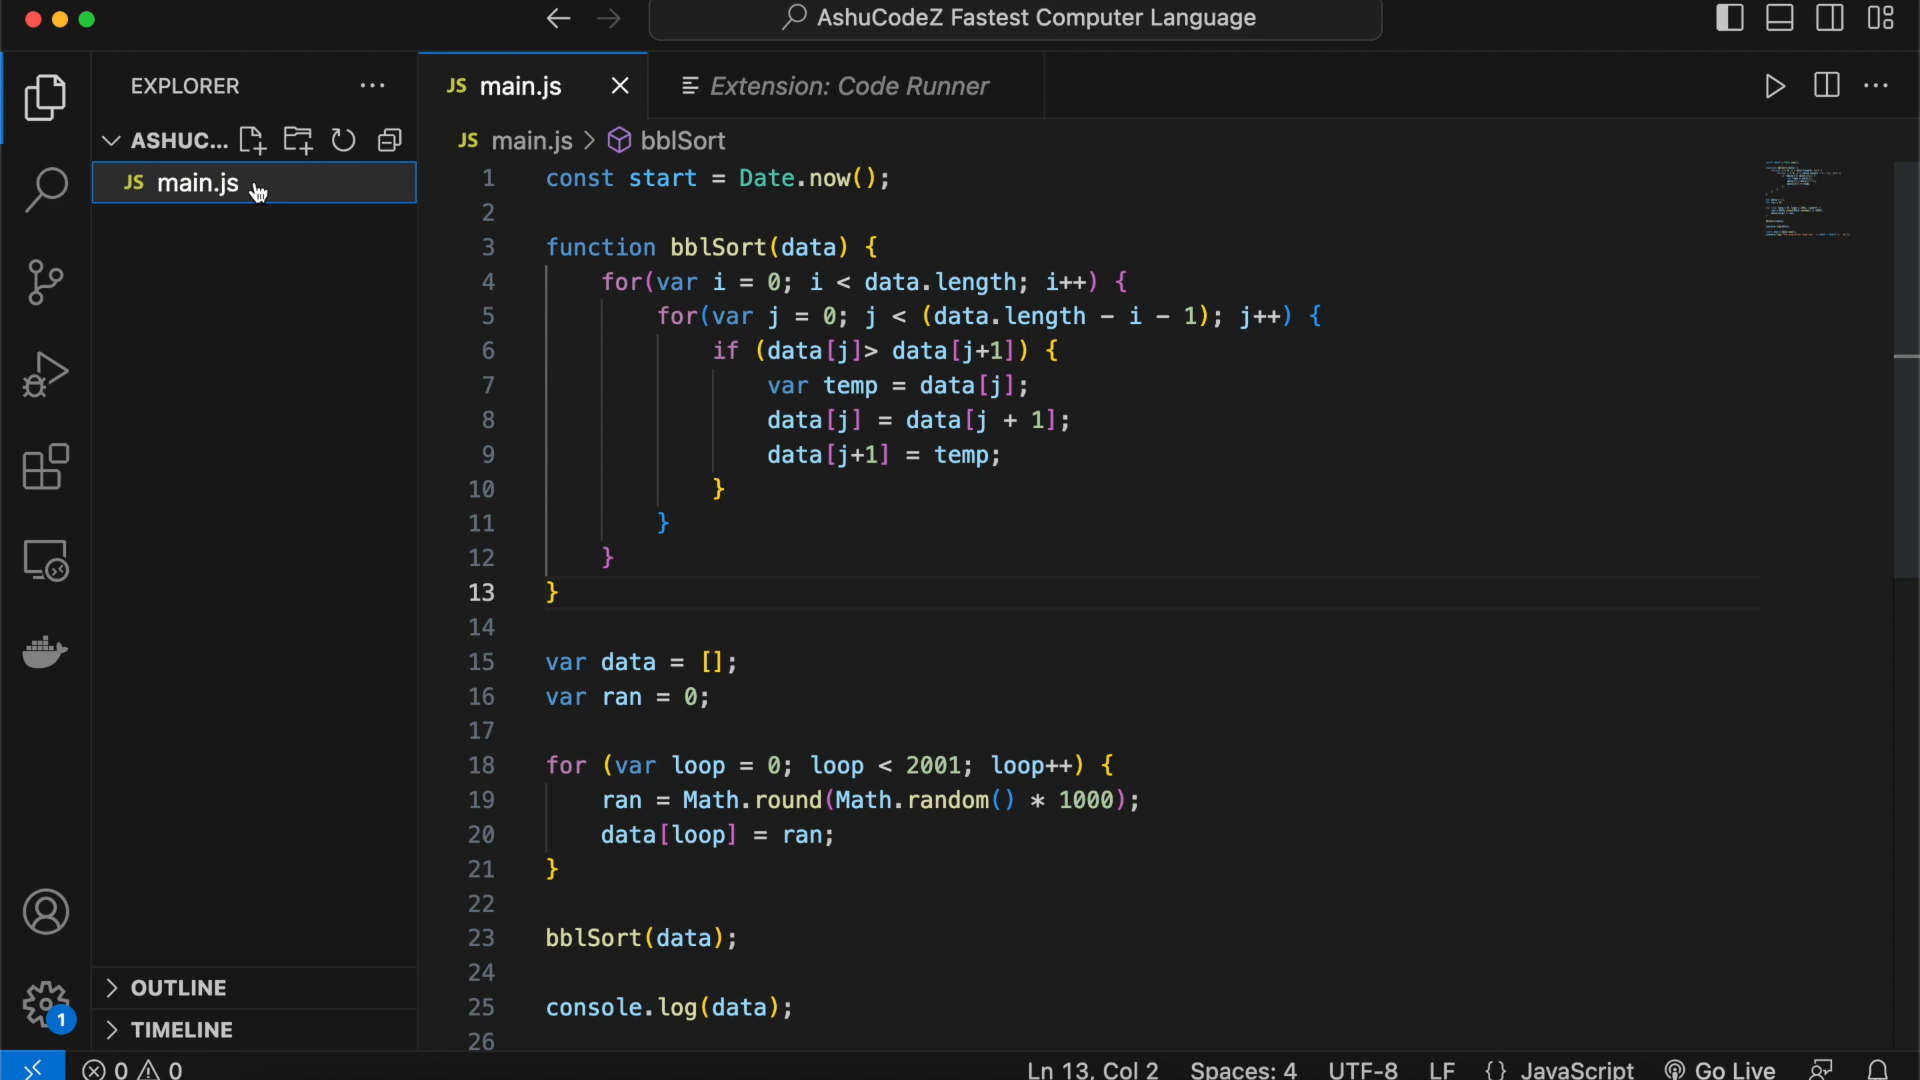 AshuCodeZ Fastest Computer Language
EXPLORER
ASHUC...
JS main.js
OUTLINE
TIMELINE
JS main.js
Extension: Code Runner
JS main.js > bblSort
1 const start = Date.now();
2
3 function bblSort(data) {
4 for(var i = 0; i < data.length; i++) {
5 for(var j = 0; j < (data.length - i - 1); j++) {
6 if (data[j]> data[j+1]) {
7 var temp = data[j];
8 data[j] = data[j + 1];
9 data[j+1] = temp;
10 }
11 }
12 }
13 }
14
15 var data = [];
16 var ran = 0;
17
18 for (var loop = 0; loop < 2001; loop++) {
19 ran = Math.round(Math.random() * 1000);
20 data[loop] = ran;
21 }
22
23 bblSort(data);
24
25 console.log(data);
26
1
0 0
Ln 13, Col 2 Spaces: 4 UTF-8 LF {} JavaScript Go Live